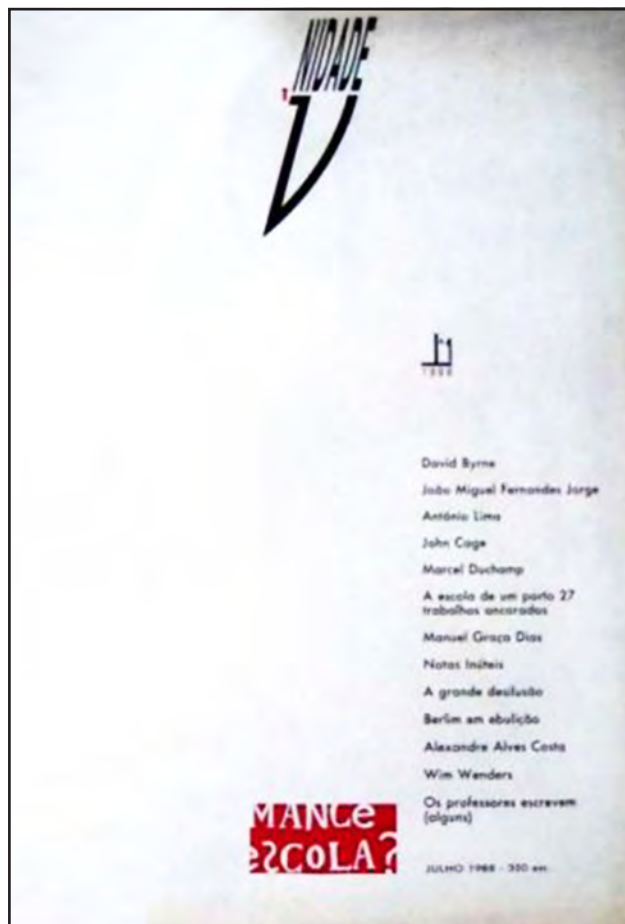 NIDADE
U
1988
David Byrne
João Miguel Fernandes Jorge
António Lima
John Cage
Marcel Duchamp
A escola de um porto 27
trabalhos ancorados
Manuel Graça Dias
Notas Inúteis
A grande desilusão
Berlim em ebulição
Alexandre Alves Costa
Wim Wenders
Os professores escrevem
(alguns)
MANCe
eSCOLA?
JULHO 1988 -